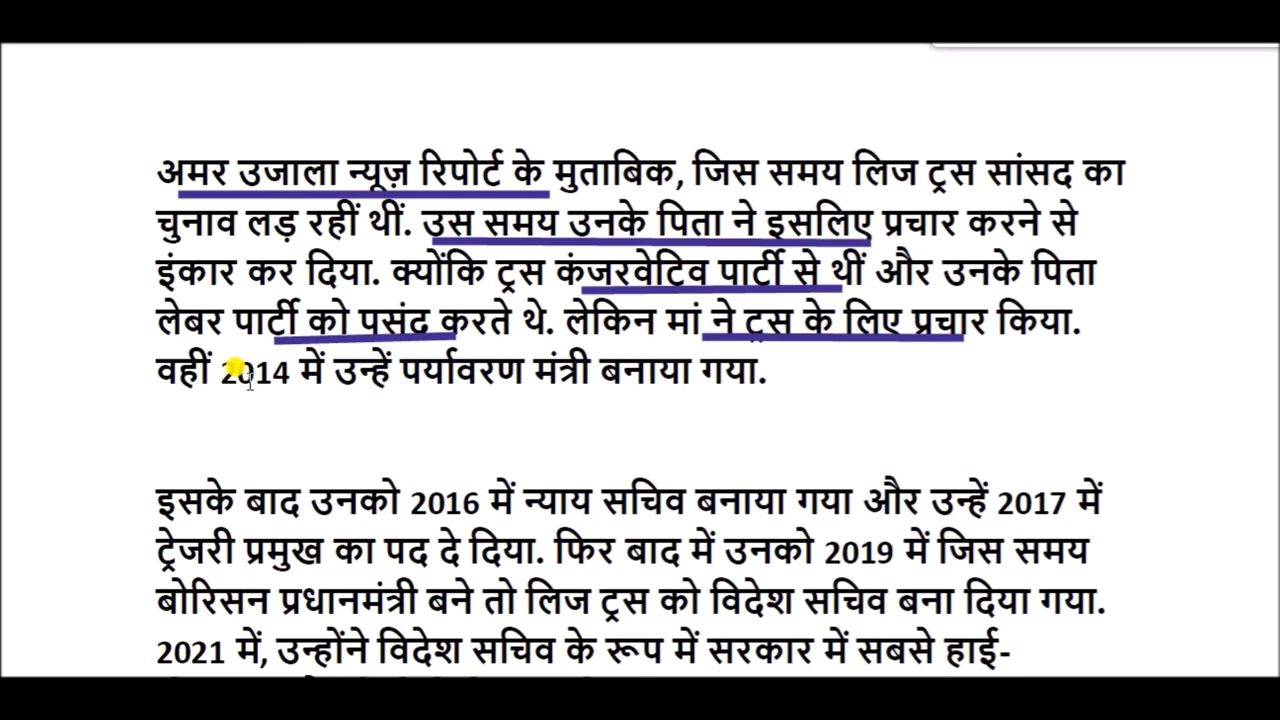 अमर उजाला न्यूज़ रिपोर्ट के मुताबिक, जिस समय लिज ट्रस सांसद का
चुनाव लड़ रहीं थीं. उस समय उनके पिता ने इसलिए प्रचार करने से
इंकार कर दिया. क्योंकि ट्रस कंजरवेटिव पार्टी से थीं और उनके पिता
लेबर पार्टी को पसंद करते थे. लेकिन मां ने ट्रस के लिए प्रचार किया.
वहीं 2014 में उन्हें पर्यावरण मंत्री बनाया गया.
इसके बाद उनको 2016 में न्याय सचिव बनाया गया और उन्हें 2017 में
ट्रेजरी प्रमुख का पद दे दिया. फिर बाद में उनको 2019 में जिस समय
बोरिसन प्रधानमंत्री बने तो लिज ट्रस को विदेश सचिव बना दिया गया.
2021 में, उन्होंने विदेश सचिव के रूप में सरकार में सबसे हाई-